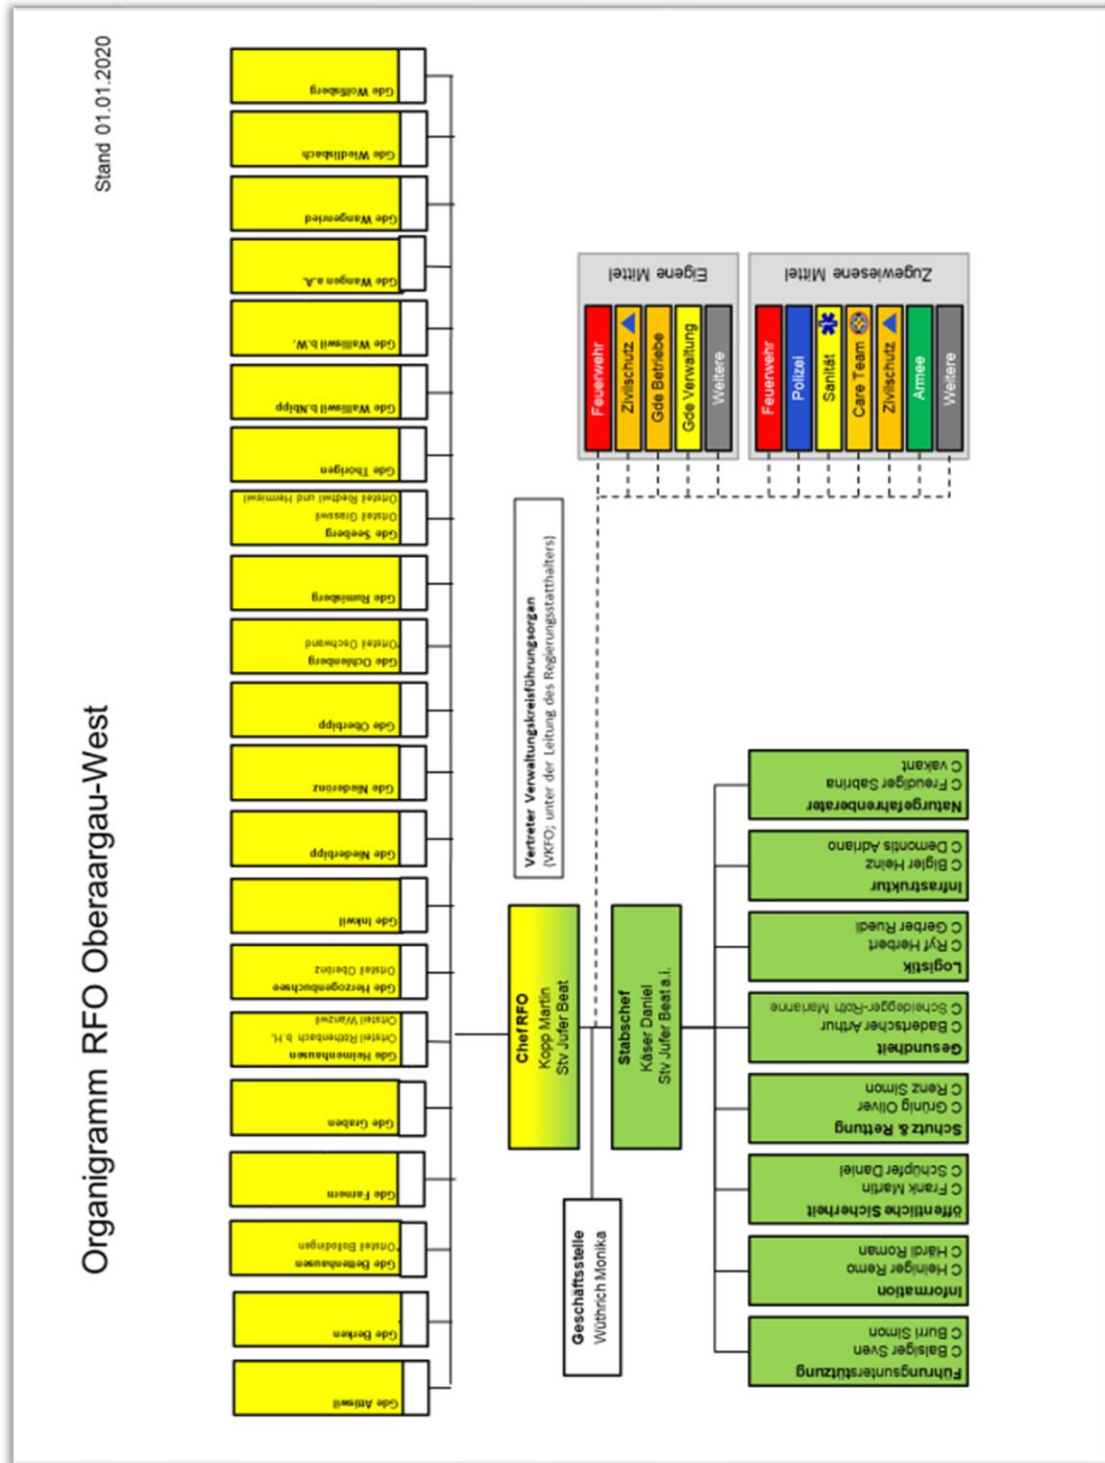 Organigramm RFO Oberaargau-West
Stand 01.01.2020
Gde Attiswil
Gde Berken
Gde Bettenhausen
Ortsteil Bollodingen
Gde Farnern
Gde Graben
Gde Heimenhausen
Ortsteil Röthenbach b.H.
Ortsteil Wanzwil
Gde Herzogenbuchsee
Ortsteil Oberönz
Gde Inkwil
Gde Niederbipp
Gde Niederönz
Gde Oberbipp
Gde Ochlenberg
Ortsteil Oschwand
Gde Rumisberg
Gde Seeberg
Ortsteil Grasswil
Ortsteil Riedtwil und Hermiswil
Gde Thörigen
Gde Walliswil b.Nbipp
Gde Walliswil b.W.
Gde Wangen a.A.
Gde Wangenried
Gde Wiedlisbach
Gde Wolfisberg
Chef RFO
Kopp Martin
Stv Jufer Beat
Vertreter Verwaltungskreisführungsorgan
(VKFO; unter der Leitung des Regierungsstatthalters)
Geschäftsstelle
Wüthrich Monika
Stabschef
Käser Daniel
Stv Jufer Beat a.i.
Eigene Mittel
Feuerwehr
Zivilschutz
Gde Betriebe
Gde Verwaltung
Weitere
Zugewiesene Mittel
Feuerwehr
Polizei
Sanität
Care Team
Zivilschutz
Armee
Weitere
Führungsunterstützung
C Balsiger Sven
C Burri Simon
Information
C Heiniger Remo
C Härdi Roman
öffentliche Sicherheit
C Frank Martin
C Schüpfer Daniel
Schutz & Rettung
C Grünig Oliver
C Renz Simon
Gesundheit
C Badertscher Arthur
C Scheidegger-Roth Marianne
Logistik
C Ryf Herbert
C Gerber Ruedi
Infrastruktur
C Bigler Heinz
C Demontis Adriano
Naturgefahrenberater
C Freudiger Sabrina
C vakant